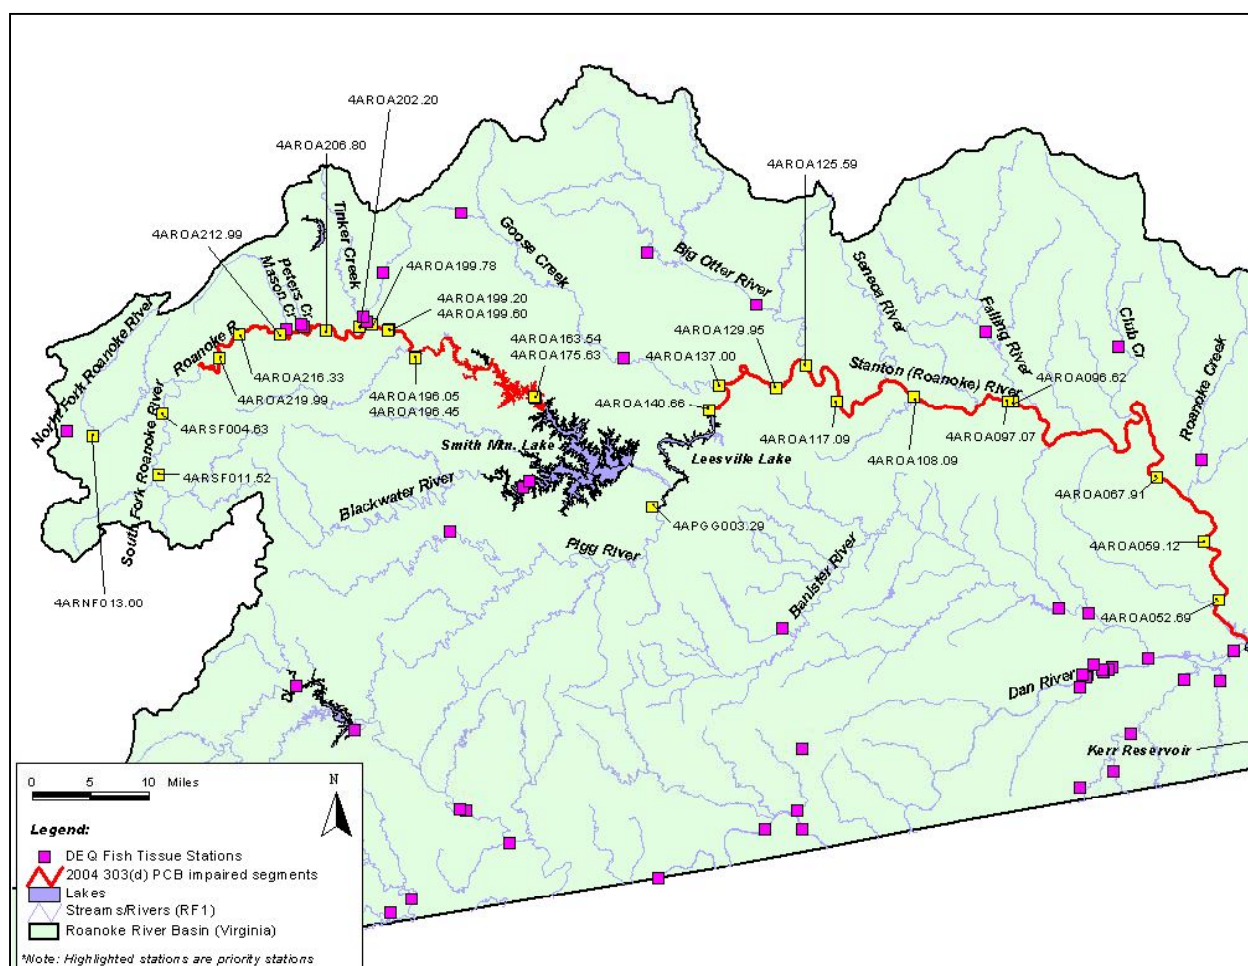 4AROA202.20
4AROA206.80
4AROA125.59
Tinker Creek
Goose Creek
4AROA212.99
Peters Cr
Mason Cr
4AROA199.78
Big Otter River
Seneca River
4AROA199.20
4AROA199.60
Falling River
Club Cr
North Fork Roanoke River
Roanoke R
4AROA129.95
4AROA163.54
4AROA175.63
4AROA137.00
Stanton (Roanoke) River
4AROA096.62
Roanoke Creek
4AROA216.33
4AROA219.99
4AROA196.05
4AROA196.45
4AROA140.66
4AROA117.09
4AROA097.07
4ARSF004.63
South Fork Roanoke River
Smith Mtn. Lake
Leesville Lake
4AROA108.09
4ARSF011.52
Blackwater River
4AROA067.91
4APGG003.29
Pigg River
Banister River
4AROA059.12
4ARNF013.00
4AROA052.69
Dan River
Kerr Reservoir
0 5 10 Miles
N
Legend:
DEQ Fish Tissue Stations
2004 303(d) PCB impaired segments
Lakes
Streams/Rivers (RF1)
Roanoke River Basin (Virginia)
*Note: Highlighted stations are priority stations